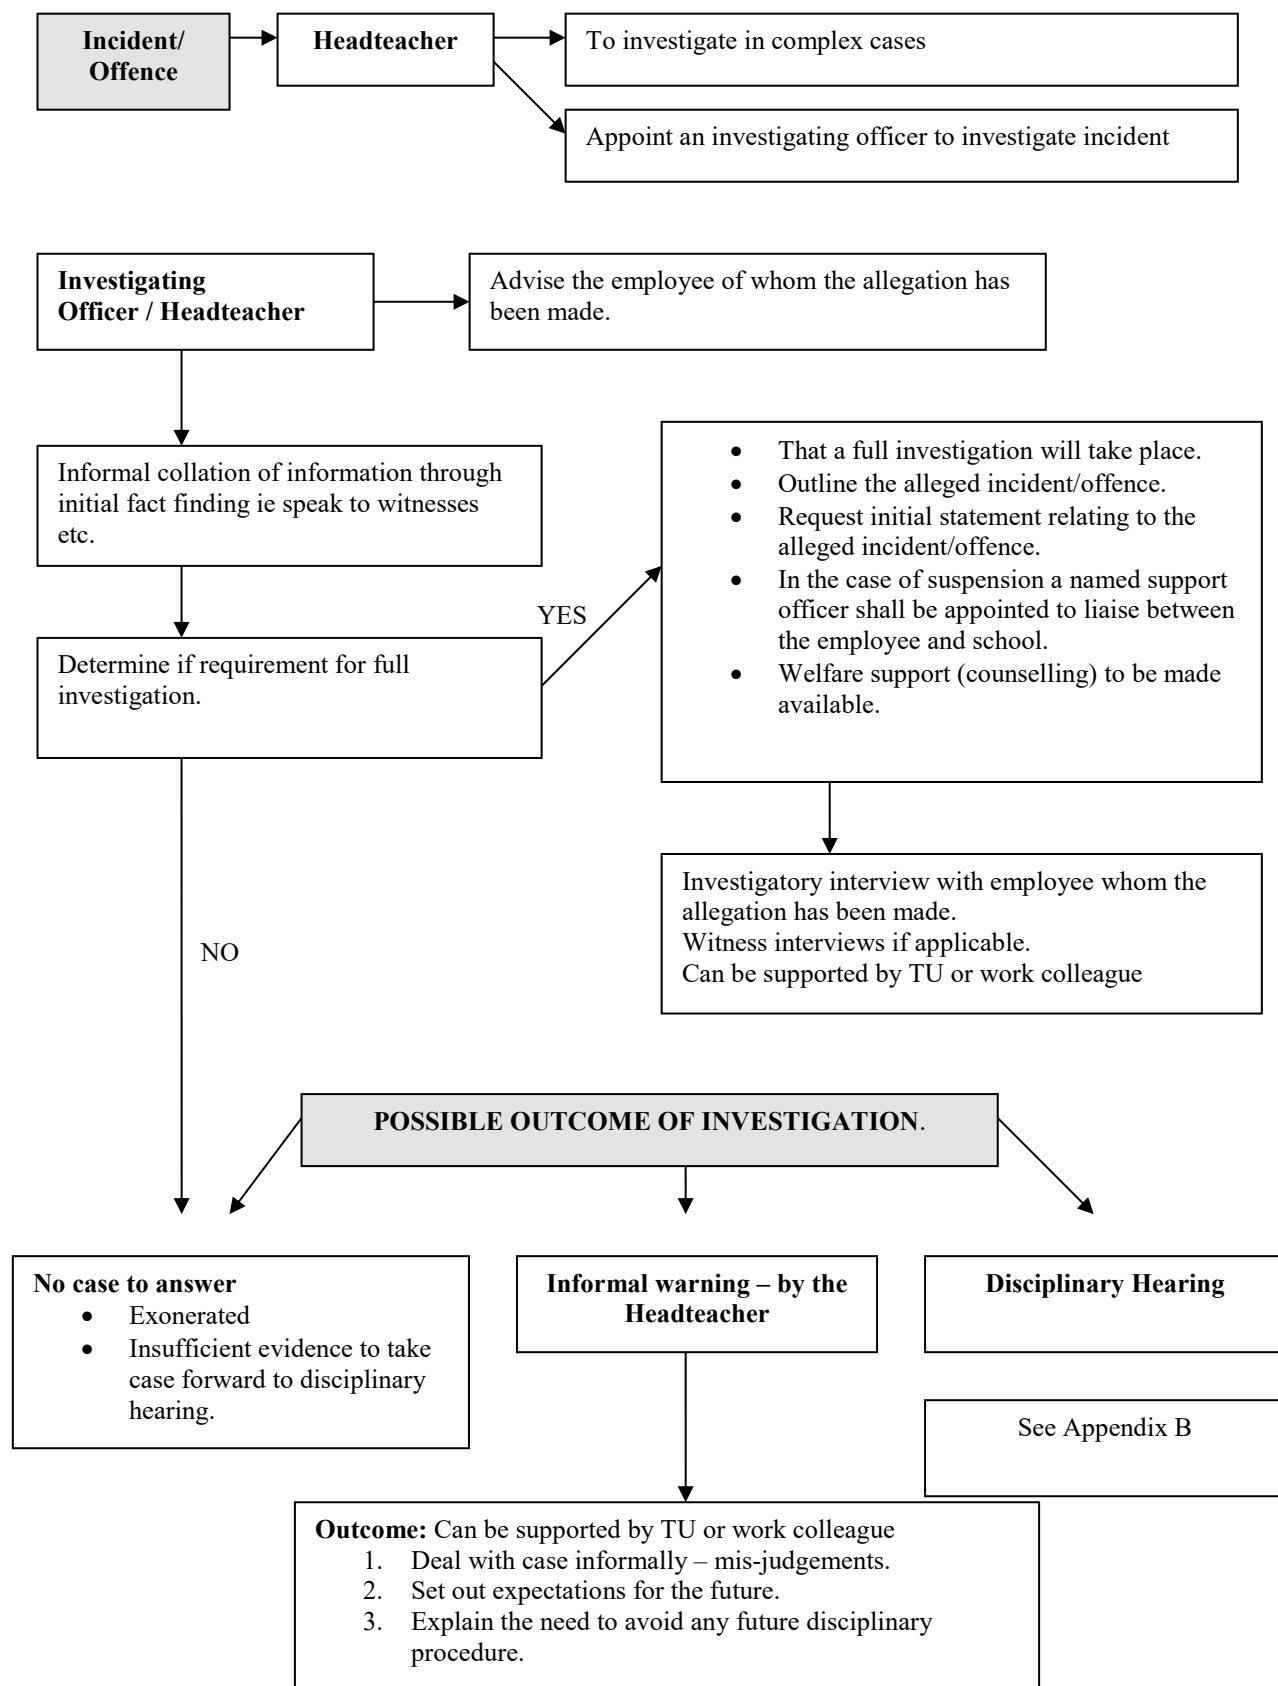 Incident/
Offence
Headteacher
To investigate in complex cases
Appoint an investigating officer to investigate incident
Investigating
Officer / Headteacher
Advise the employee of whom the allegation has
been made.
Informal collation of information through
initial fact finding ie speak to witnesses
etc.
Determine if requirement for full
investigation.
YES
• That a full investigation will take place.
• Outline the alleged incident/offence.
• Request initial statement relating to the
alleged incident/offence.
• In the case of suspension a named support
officer shall be appointed to liaise between
the employee and school.
• Welfare support (counselling) to be made
available.
Investigatory interview with employee whom the
allegation has been made.
Witness interviews if applicable.
Can be supported by TU or work colleague
NO
POSSIBLE OUTCOME OF INVESTIGATION.
No case to answer
• Exonerated
• Insufficient evidence to take
case forward to disciplinary
hearing.
Informal warning – by the
Headteacher
Disciplinary Hearing
See Appendix B
Outcome: Can be supported by TU or work colleague
1. Deal with case informally – mis-judgements.
2. Set out expectations for the future.
3. Explain the need to avoid any future disciplinary
procedure.